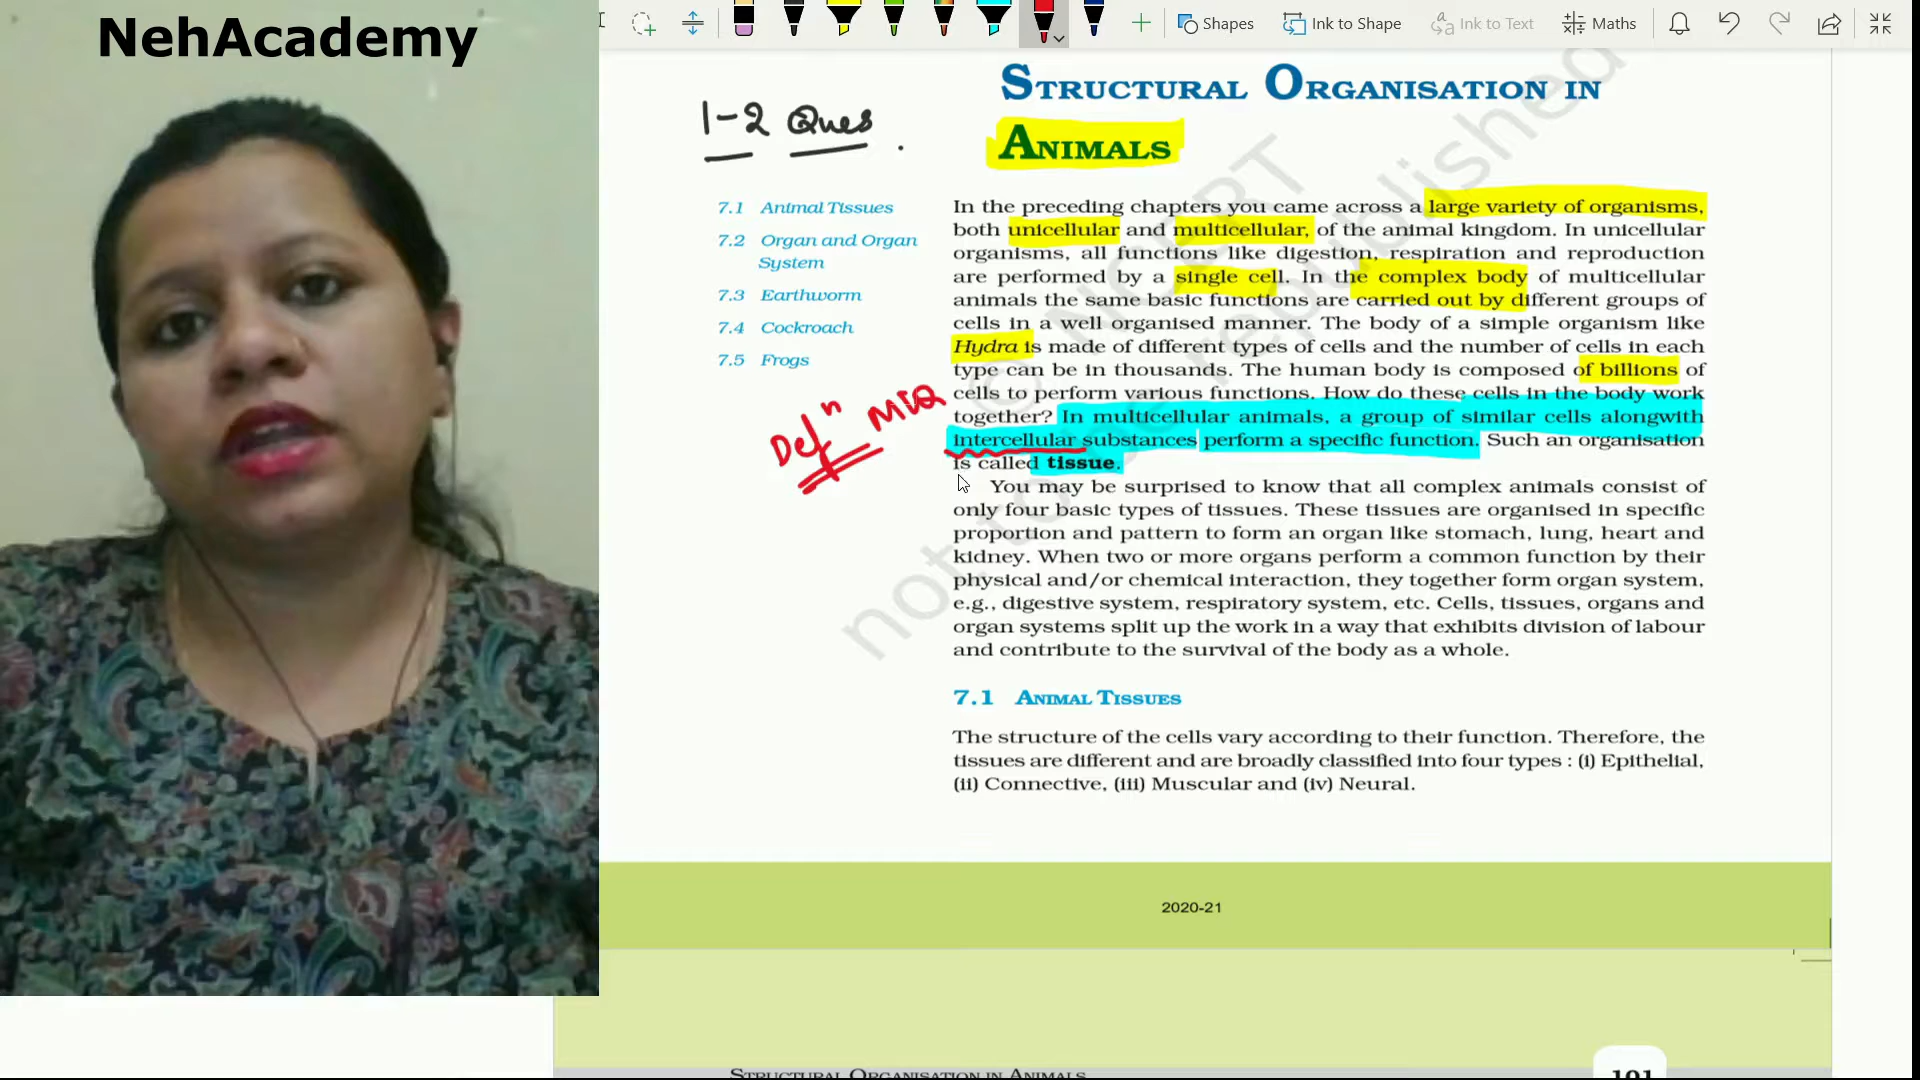 NehAcademy
Shapes
Ink to Shape
Ink to Text
Maths
STRUCTURAL ORGANISATION IN
ANIMALS
1-2 Ques.
7.1 Animal Tissues
7.2 Organ and Organ
System
7.3 Earthworm
7.4 Cockroach
7.5 Frogs
In the preceding chapters you came across a large variety of organisms,
both unicellular and multicellular, of the animal kingdom. In unicellular
organisms, all functions like digestion, respiration and reproduction
are performed by a single cell. In the complex body of multicellular
animals the same basic functions are carried out by different groups of
cells in a well organised manner. The body of a simple organism like
Hydra is made of different types of cells and the number of cells in each
type can be in thousands. The human body is composed of billions of
cells to perform various functions. How do these cells in the body work
together? In multicellular animals, a group of similar cells alongwith
intercellular substances perform a specific function. Such an organisation
is called tissue.
Defn MIQ
You may be surprised to know that all complex animals consist of
only four basic types of tissues. These tissues are organised in specific
proportion and pattern to form an organ like stomach, lung, heart and
kidney. When two or more organs perform a common function by their
physical and/or chemical interaction, they together form organ system,
e.g., digestive system, respiratory system, etc. Cells, tissues, organs and
organ systems split up the work in a way that exhibits division of labour
and contribute to the survival of the body as a whole.
7.1 ANIMAL TISSUES
The structure of the cells vary according to their function. Therefore, the
tissues are different and are broadly classified into four types : (i) Epithelial,
(ii) Connective, (iii) Muscular and (iv) Neural.
© NCERT
not to be republished
2020-21
STRUCTURAL ORGANISATION IN ANIMALS
101